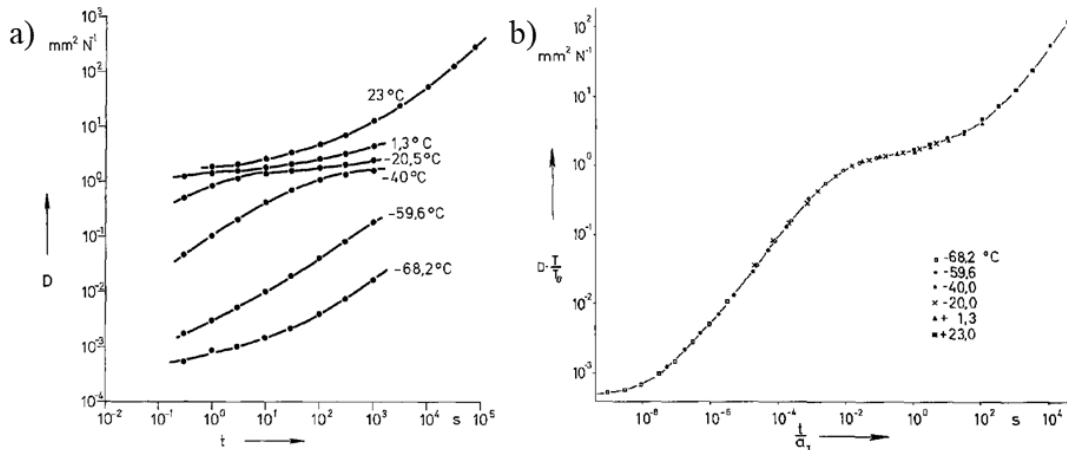 a)
10³
mm² N⁻¹
10²
10¹
10⁰
10⁻¹
10⁻²
10⁻³
10⁻⁴
D
23°C
1,3°C
-20,5°C
-40°C
-59,6°C
-68,2°C
10⁻² 10⁻¹ 10⁰ 10¹ 10² 10³ 10⁴ s 10⁵
t
b)
10²
mm² N⁻¹
10¹
10⁰
10⁻¹
10⁻²
10⁻³
D·T/T₀
-68,2 °C
-59,6
-40,0
-20,0
+ 1,3
+23,0
10⁻⁸ 10⁻⁶ 10⁻⁴ 10⁻² 10⁰ 10² s 10⁴
t/a_T